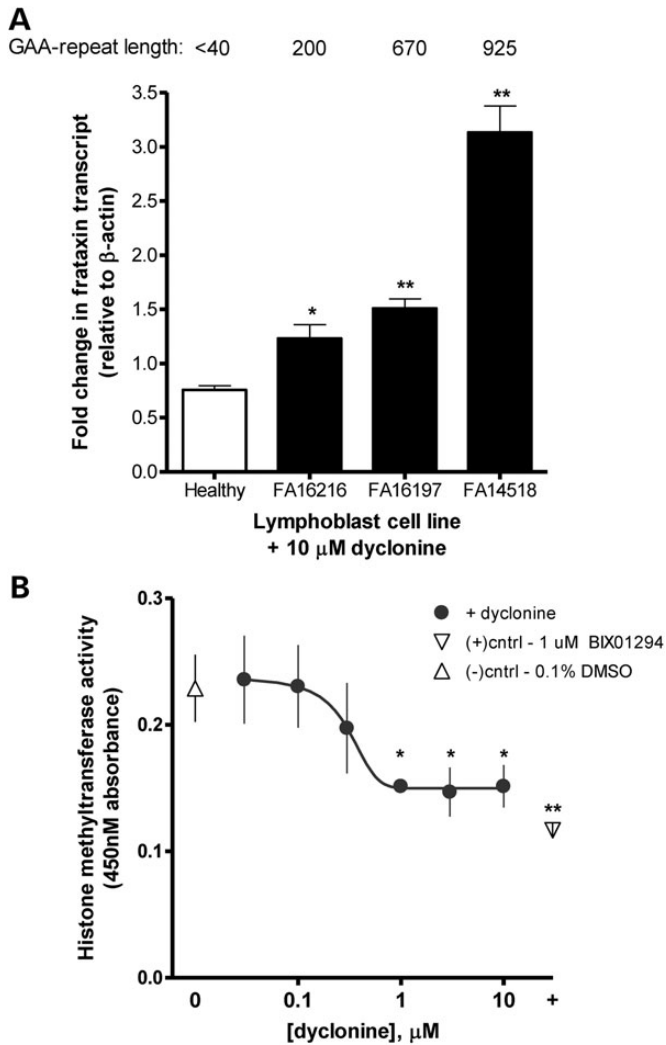 A
GAA-repeat length: <40 200 670 925
Fold change in frataxin transcript
(relative to β-actin)
3.5
3.0
2.5
2.0
1.5
1.0
0.5
0.0
*
**
**
Healthy FA16216 FA16197 FA14518
Lymphoblast cell line
+ 10 μM dyclonine
B
Histone methyltransferase activity
(450nM absorbance)
0.3
0.2
0.1
0.0
+ dyclonine
(+)cntrl - 1 uM BIX01294
(-)cntrl - 0.1% DMSO
* * *
**
0 0.1 1 10 +
[dyclonine], μM